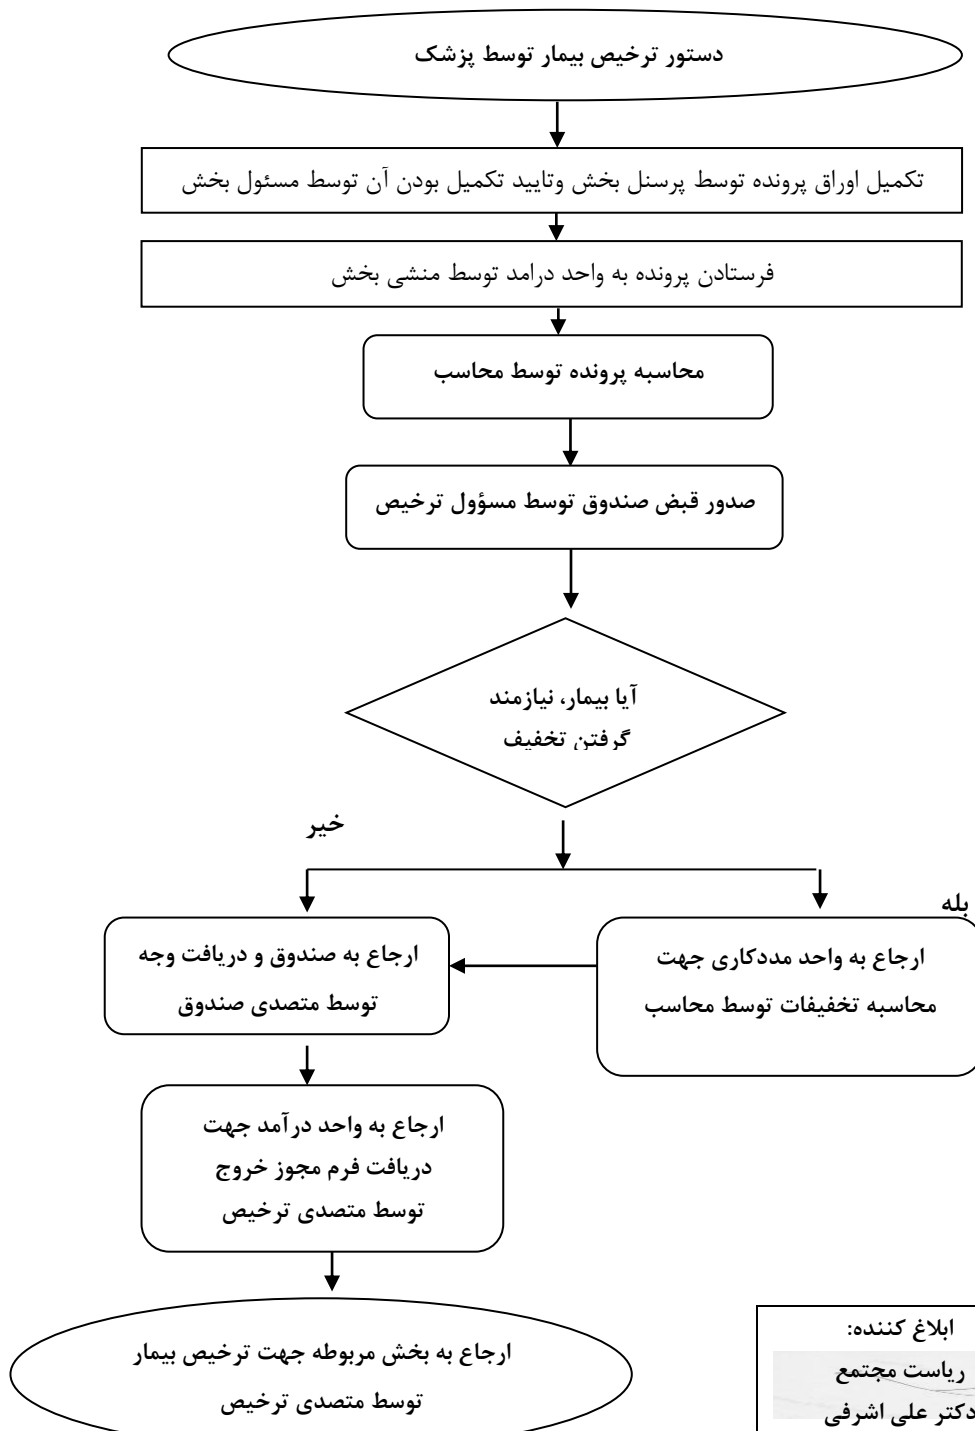 دستور ترخیص بیمار توسط پزشک
تکمیل اوراق پرونده توسط پرسنل بخش وتایید تکمیل بودن آن توسط مسئول بخش
فرستادن پرونده به واحد درامد توسط منشی بخش
محاسبه پرونده توسط محاسب
صدور قبض صندوق توسط مسؤول ترخیص
آیا بیمار، نیازمند
گرفتن تخفیف
خیر
بله
ارجاع به واحد مددکاری جهت
محاسبه تخفیفات توسط محاسب
ارجاع به صندوق و دریافت وجه
توسط متصدی صندوق
ارجاع به واحد درآمد جهت
دریافت فرم مجوز خروج
توسط متصدی ترخیص
ارجاع به بخش مربوطه جهت ترخیص بیمار
توسط متصدی ترخیص
ابلاغ کننده:
ریاست مجتمع
دکتر علی اشرفی